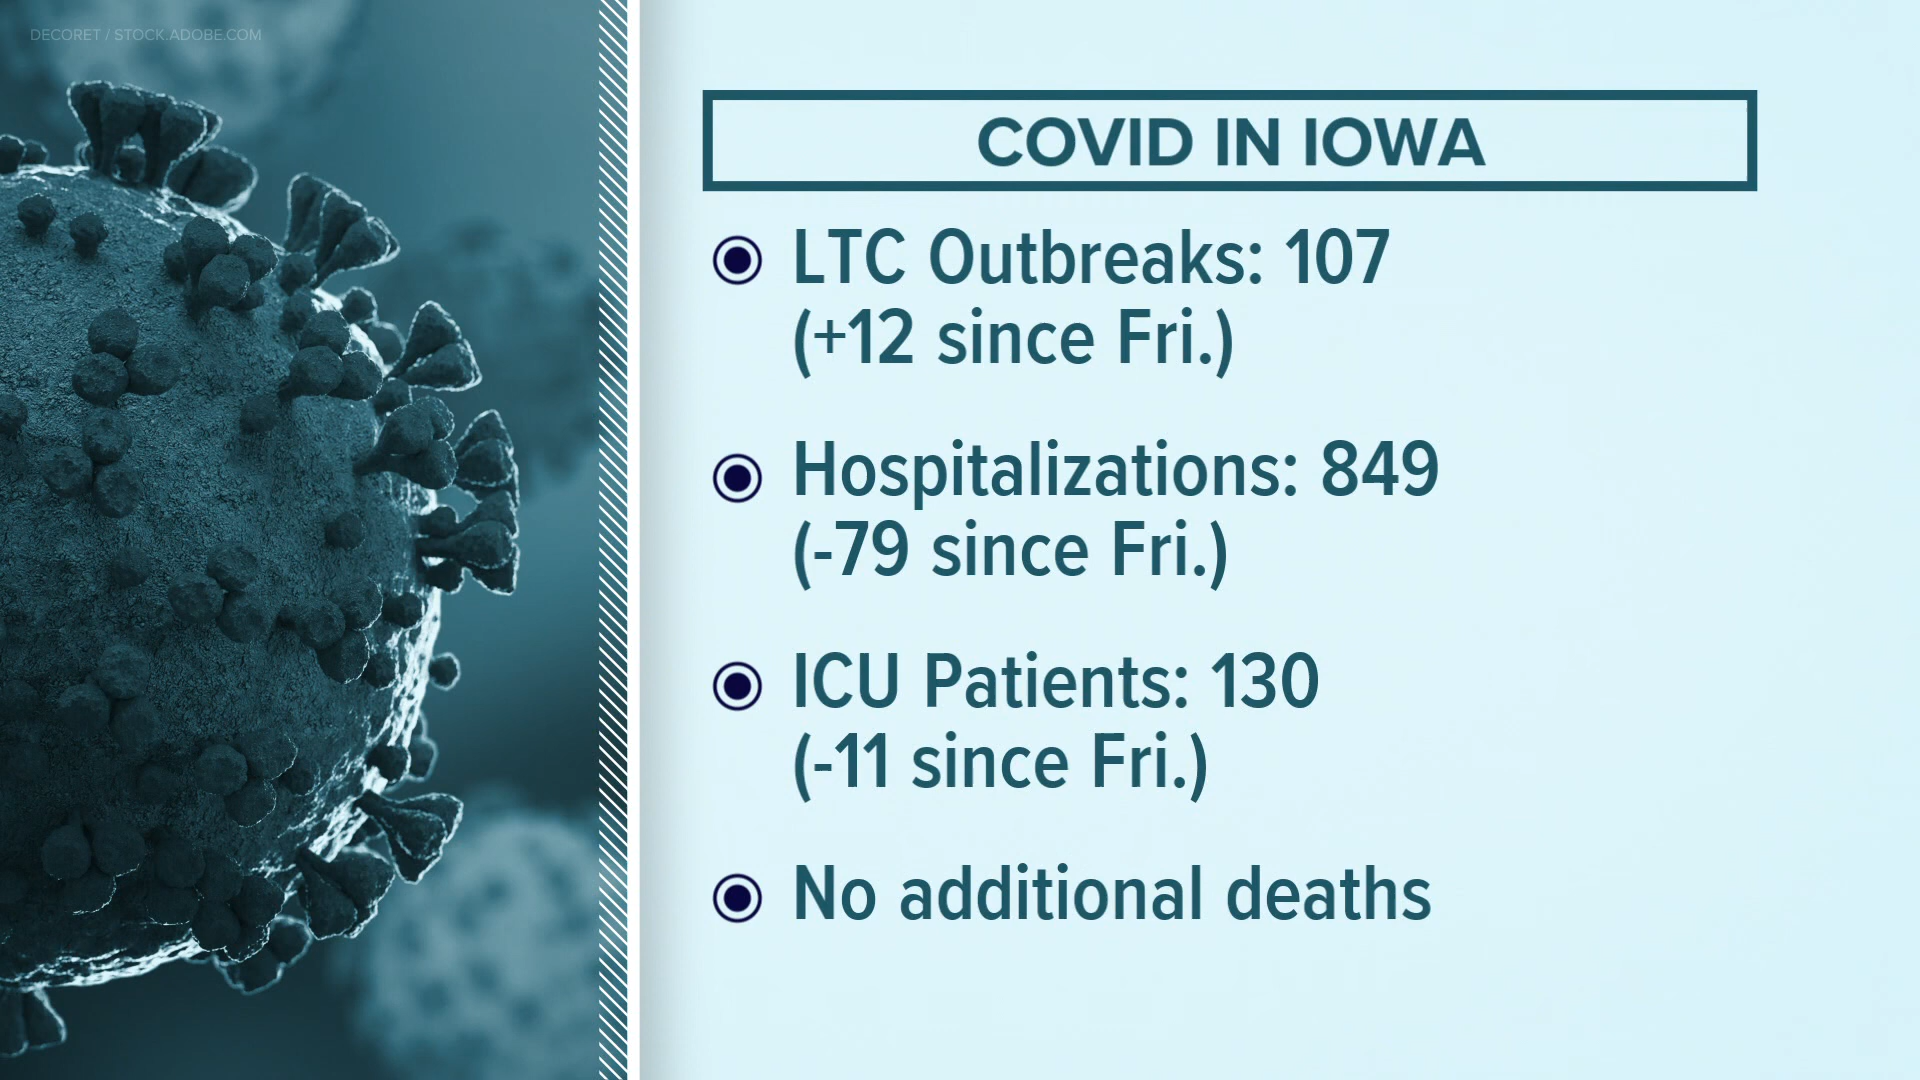 DECORET / STOCK.ADOBE.COM
COVID IN IOWA
LTC Outbreaks: 107
(+12 since Fri.)
Hospitalizations: 849
(-79 since Fri.)
ICU Patients: 130
(-11 since Fri.)
No additional deaths